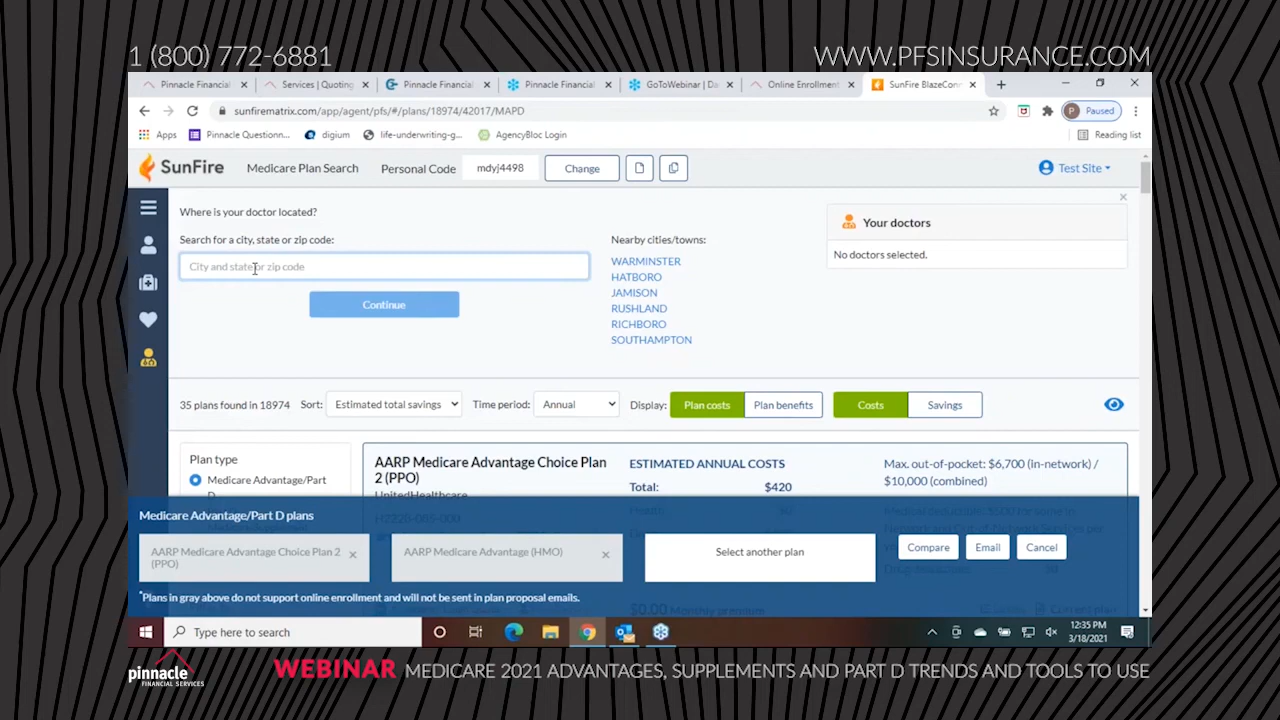 1 (800) 772-6881
WWW.PFSINSURANCE.COM
Pinnacle Financial
Services | Quoting
Pinnacle Financial
Pinnacle Financial
GoToWebinar | Da
Online Enrollment
SunFire BlazeConn
sunfirematrix.com/app/agent/pfs/#/plans/18974/42017/MAPD
P Paused
Apps
Pinnacle Questionn...
digium
life-underwriting-g...
AgencyBloc Login
Reading list
SunFire
Medicare Plan Search
Personal Code
mdyj4498
Change
Test Site
Where is your doctor located?
Search for a city, state or zip code:
City and state or zip code
Continue
Nearby cities/towns:
WARMINSTER
HATBORO
JAMISON
RUSHLAND
RICHBORO
SOUTHAMPTON
Your doctors
No doctors selected.
35 plans found in 18974
Sort:
Estimated total savings
Time period:
Annual
Display:
Plan costs
Plan benefits
Costs
Savings
Plan type
Medicare Advantage/Part
AARP Medicare Advantage Choice Plan
2 (PPO)
UnitedHealthcare
ESTIMATED ANNUAL COSTS
Total: $420
Max. out-of-pocket: $6,700 (in-network) /
$10,000 (combined)
Medicare Advantage/Part D plans
AARP Medicare Advantage Choice Plan 2
(PPO)
AARP Medicare Advantage (HMO)
Select another plan
Compare
Email
Cancel
*Plans in gray above do not support online enrollment and will not be sent in plan proposal emails.
$0.00 Monthly premium
Current plan
Type here to search
12:35 PM
3/18/2021
pinnacle
FINANCIAL SERVICES
WEBINAR MEDICARE 2021 ADVANTAGES, SUPPLEMENTS AND PART D TRENDS AND TOOLS TO USE